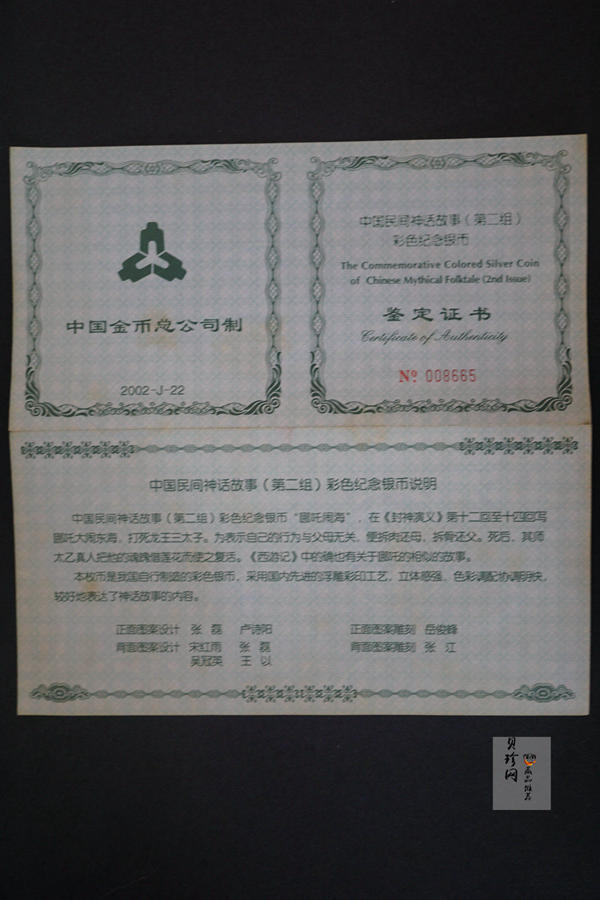 中国金币总公司制
2002-J-22
中国民间神话故事（第二组）
彩色纪念银币
The Commemorative Colored Silver Coin
of Chinese Mythical Folktale (2nd Issue)
鉴定证书
Certificate of Authenticity
Nº 008665
中国民间神话故事（第二组）彩色纪念银币说明
中国民间神话故事（第二组）彩色纪念银币“哪吒闹海”，在《封神演义》第十二回至十四回写
哪吒大闹东海，打死龙王三太子。为表示自己的行为与父母无关，便拆肉还母，拆骨还父。死后，其师
太乙真人把他的魂魄借莲花而使之复活。《西游记》中的确也有关于哪吒的相似的故事。
本枚币是我国自行制造的彩色银币，采用国内先进的浮雕彩印工艺，立体感强，色彩调配协调明快，
较好地表达了神话故事的内容。
正面图案设计 张磊 卢诗阳 正面图案雕刻 岳俊峰
背面图案设计 宋红雨 张磊 背面图案雕刻 张江
吴冠英 王以
贝珍网
藏品推荐